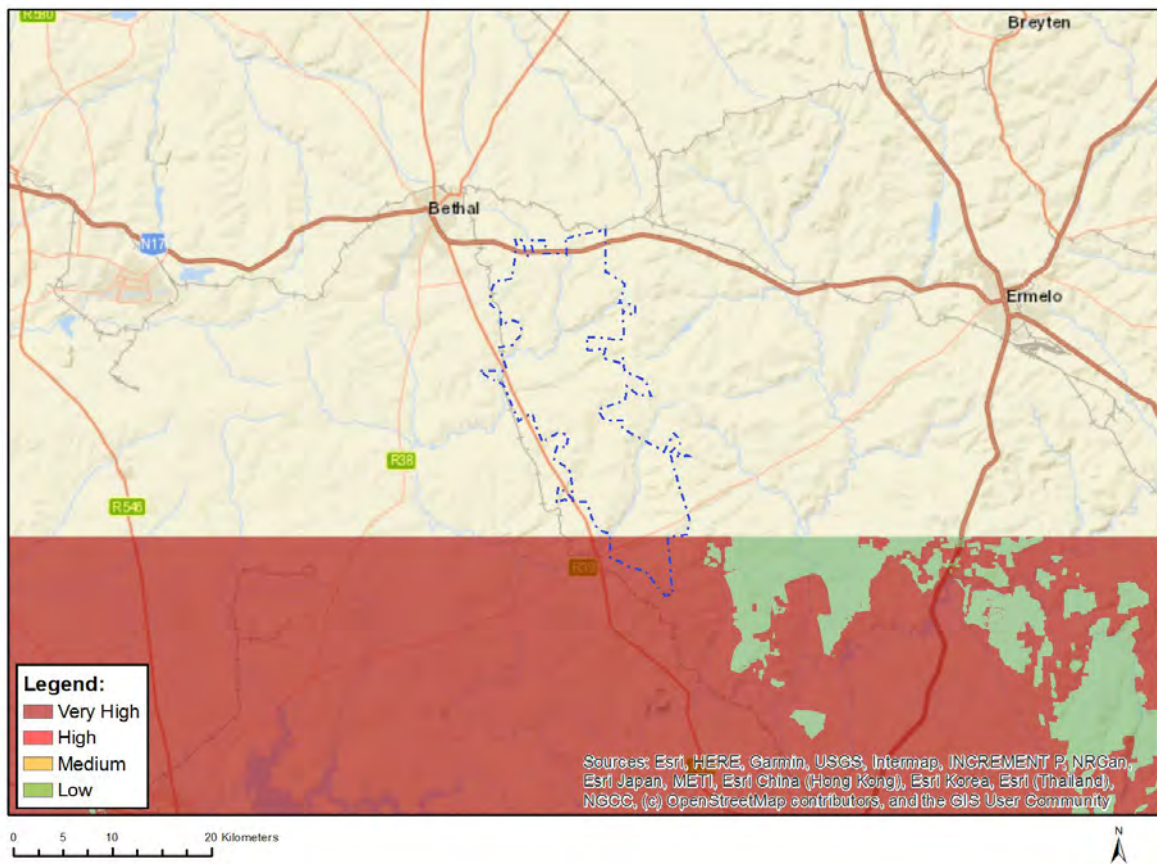 R580
Breyten
Bethal
N17
Ermelo
R38
R546
R39
Legend:
Very High
High
Medium
Low
Sources: Esri, HERE, Garmin, USGS, Intermap, INCREMENT P, NRCan,
Esri Japan, METI, Esri China (Hong Kong), Esri Korea, Esri (Thailand),
NGCC, (c) OpenStreetMap contributors, and the GIS User Community
0 5 10 20 Kilometers
N